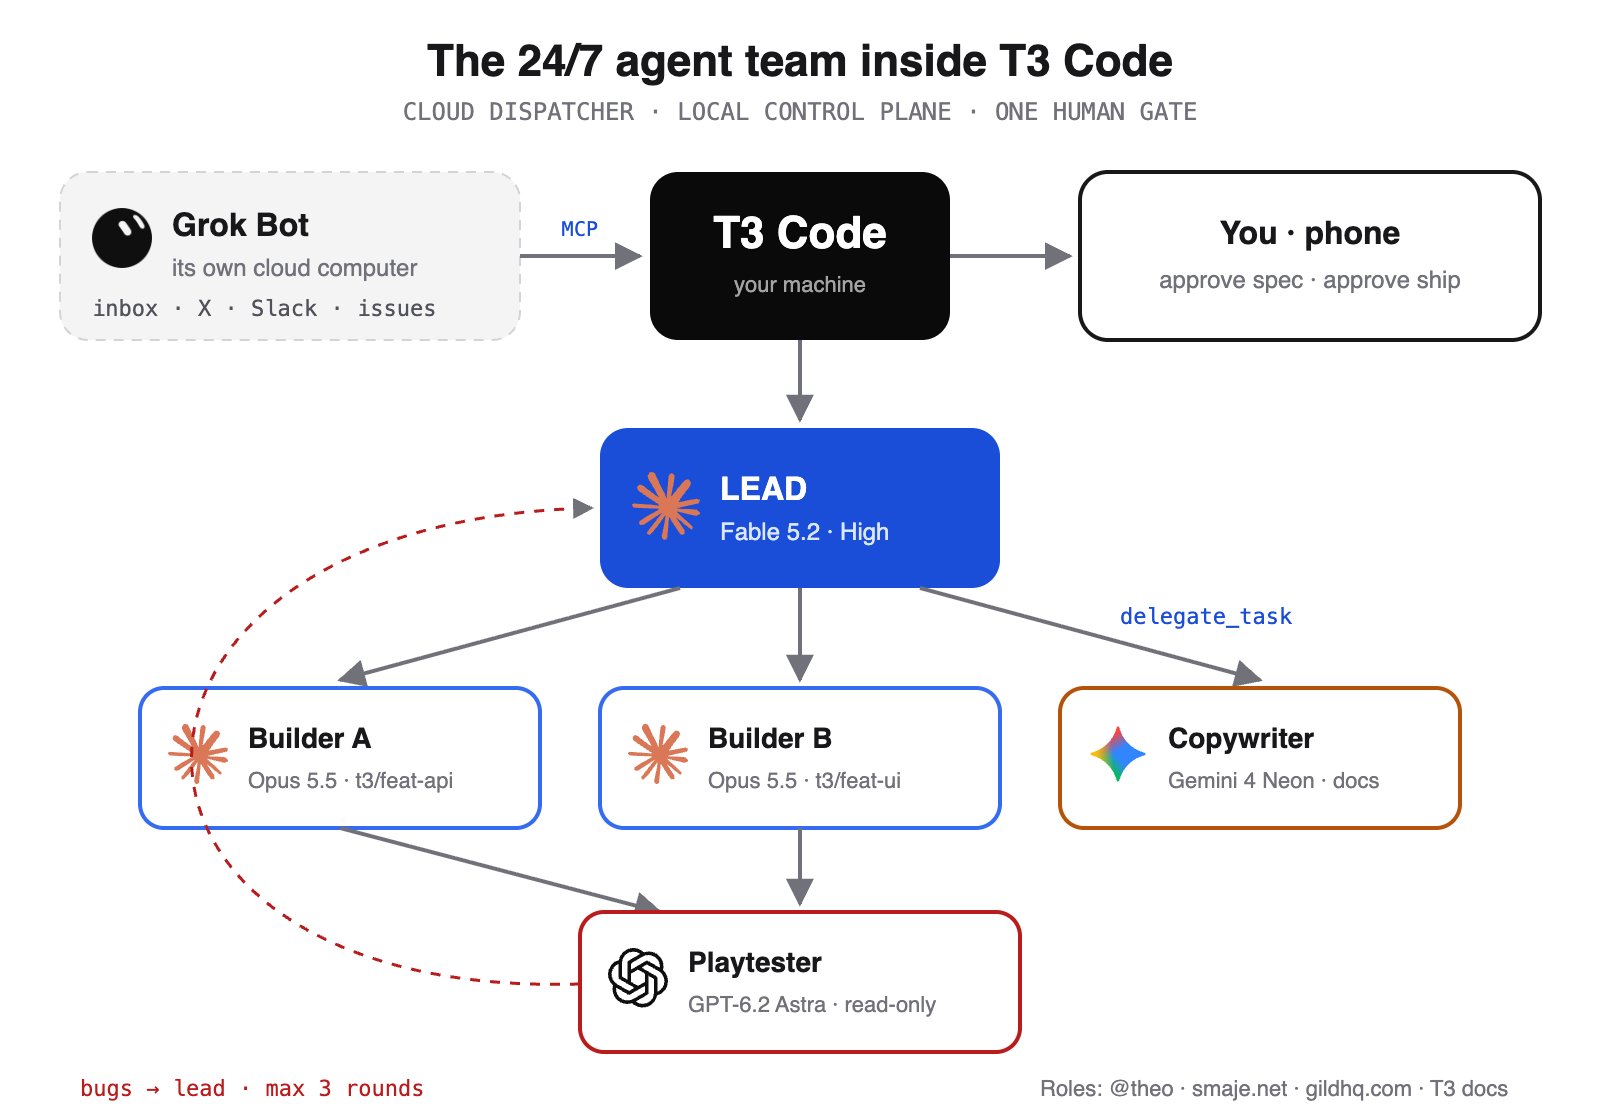 The 24/7 agent team inside T3 Code
CLOUD DISPATCHER · LOCAL CONTROL PLANE · ONE HUMAN GATE
Grok Bot
its own cloud computer
inbox · X · Slack · issues
MCP
T3 Code
your machine
You · phone
approve spec · approve ship
LEAD
Fable 5.2 · High
delegate_task
Builder A
Opus 5.5 · t3/feat-api
Builder B
Opus 5.5 · t3/feat-ui
Copywriter
Gemini 4 Neon · docs
Playtester
GPT-6.2 Astra · read-only
bugs → lead · max 3 rounds
Roles: @theo · smaje.net · gildhq.com · T3 docs